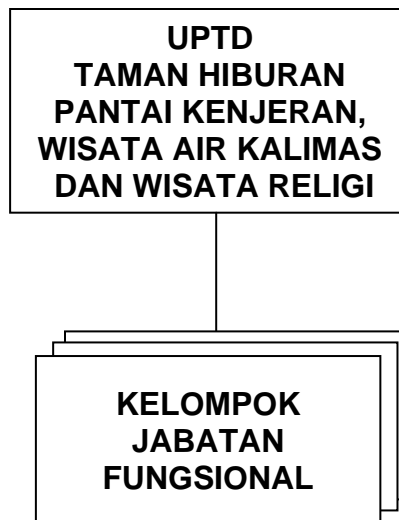 UPTD
TAMAN HIBURAN
PANTAI KENJERAN,
WISATA AIR KALIMAS
DAN WISATA RELIGI
KELOMPOK
JABATAN
FUNGSIONAL